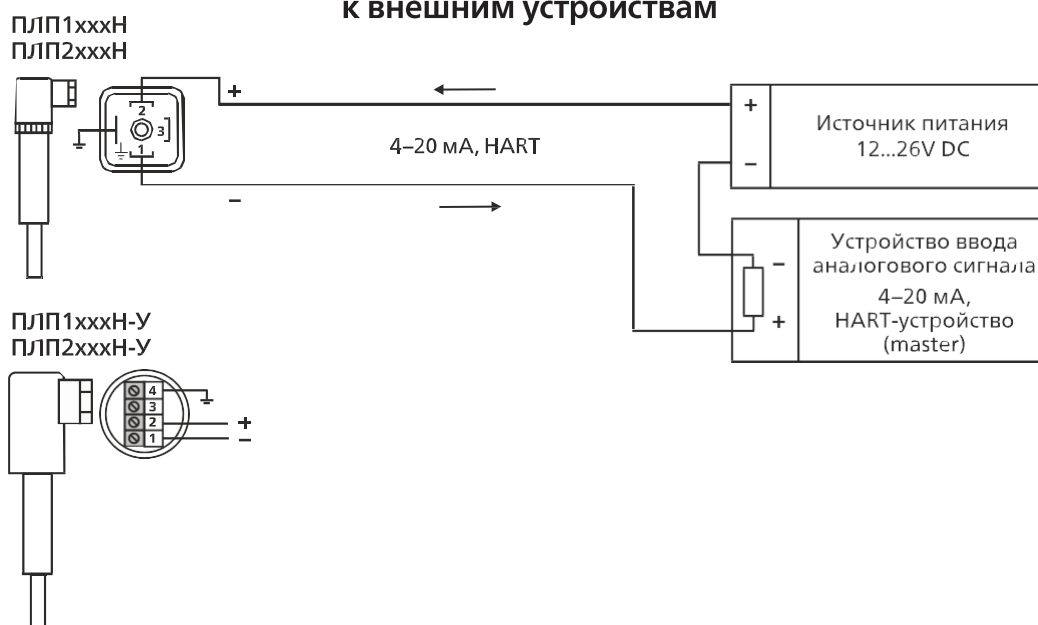 к внешним устройствам
ПЛП1xxxН
ПЛП2xxxН
2
3
1
+
–
4–20 мА, HART
+
–
Источник питания
12...26V DC
–
+
Устройство ввода
аналогового сигнала
4–20 мА,
HART-устройство
(master)
ПЛП1xxxН-У
ПЛП2xxxН-У
4
3
2
1
+
–